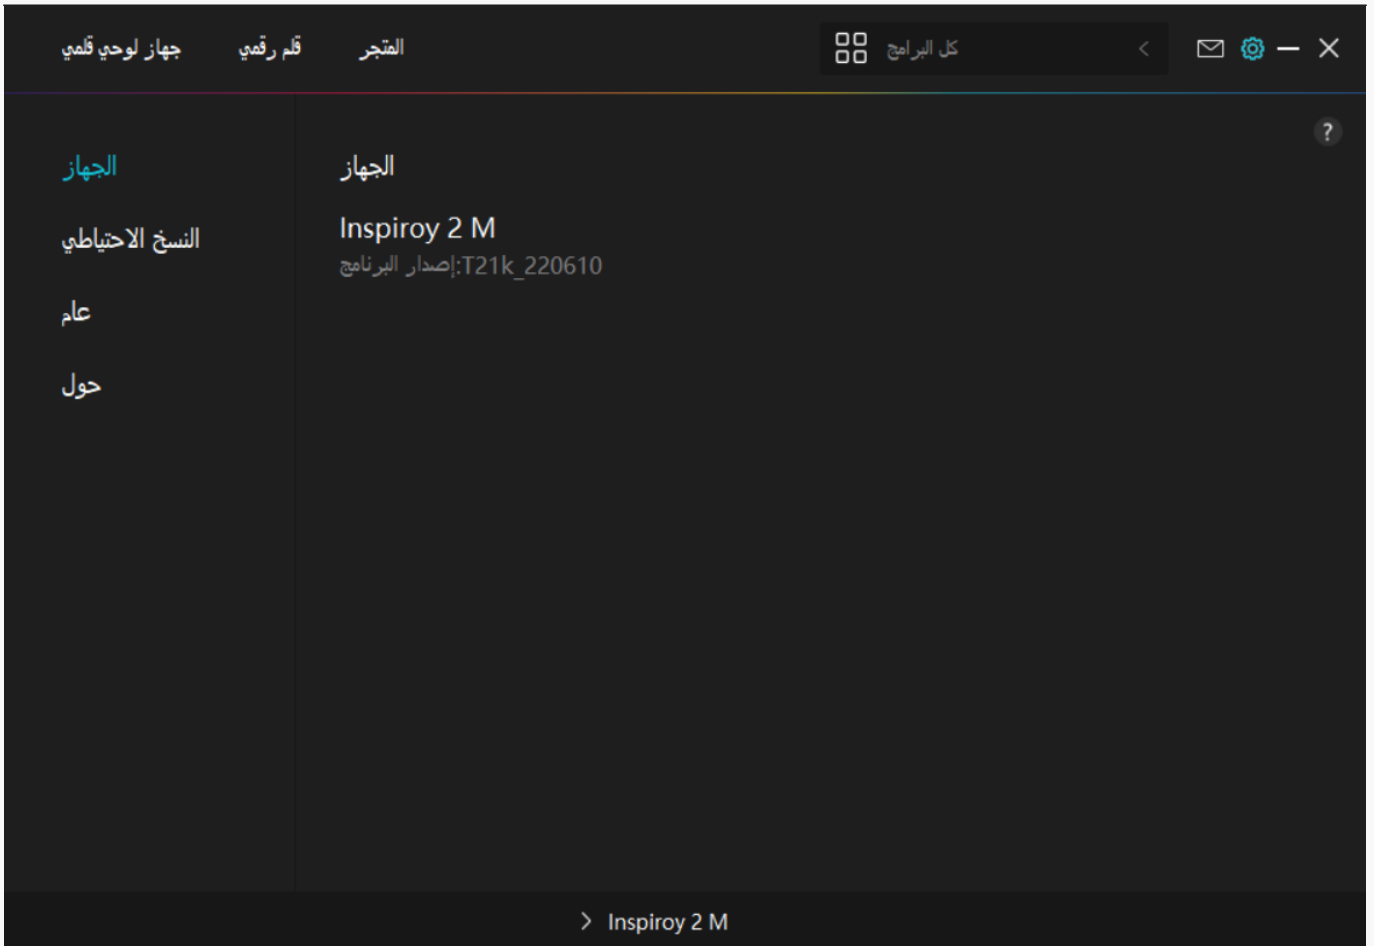 جهاز لوحي قلمي
قلم رقمي
المتجر
كل البرامج
?
الجهاز
النسخ الاحتياطي
عام
حول
الجهاز
Inspiroy 2 M
إصدار البرنامج:T21k_220610
Inspiroy 2 M